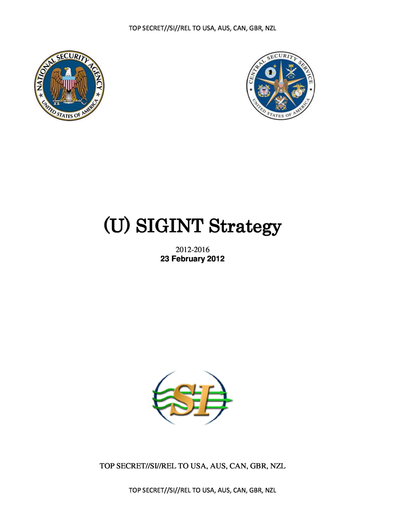 TOP SECRET//SI//REL TO USA, AUS, CAN, GBR, NZL
NATIONAL SECURITY AGENCY
UNITED STATES OF AMERICA
CENTRAL SECURITY SERVICE
UNITED STATES OF AMERICA
(U) SIGINT Strategy
2012-2016
23 February 2012
SI
TOP SECRET//SI//REL TO USA, AUS, CAN, GBR, NZL
TOP SECRET//SI//REL TO USA, AUS, CAN, GBR, NZL